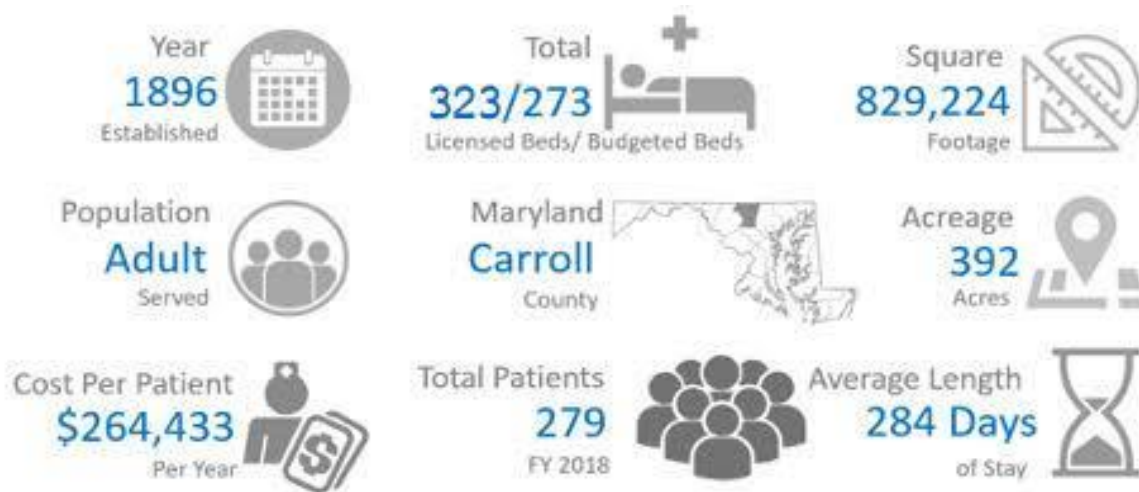 Year
1896
Established
Total
323/273
Licensed Beds/ Budgeted Beds
Square
829,224
Footage
Population
Adult
Served
Maryland
Carroll
County
Acreage
392
Acres
Cost Per Patient
$264,433
Per Year
$
Total Patients
279
FY 2018
Average Length
284 Days
of Stay